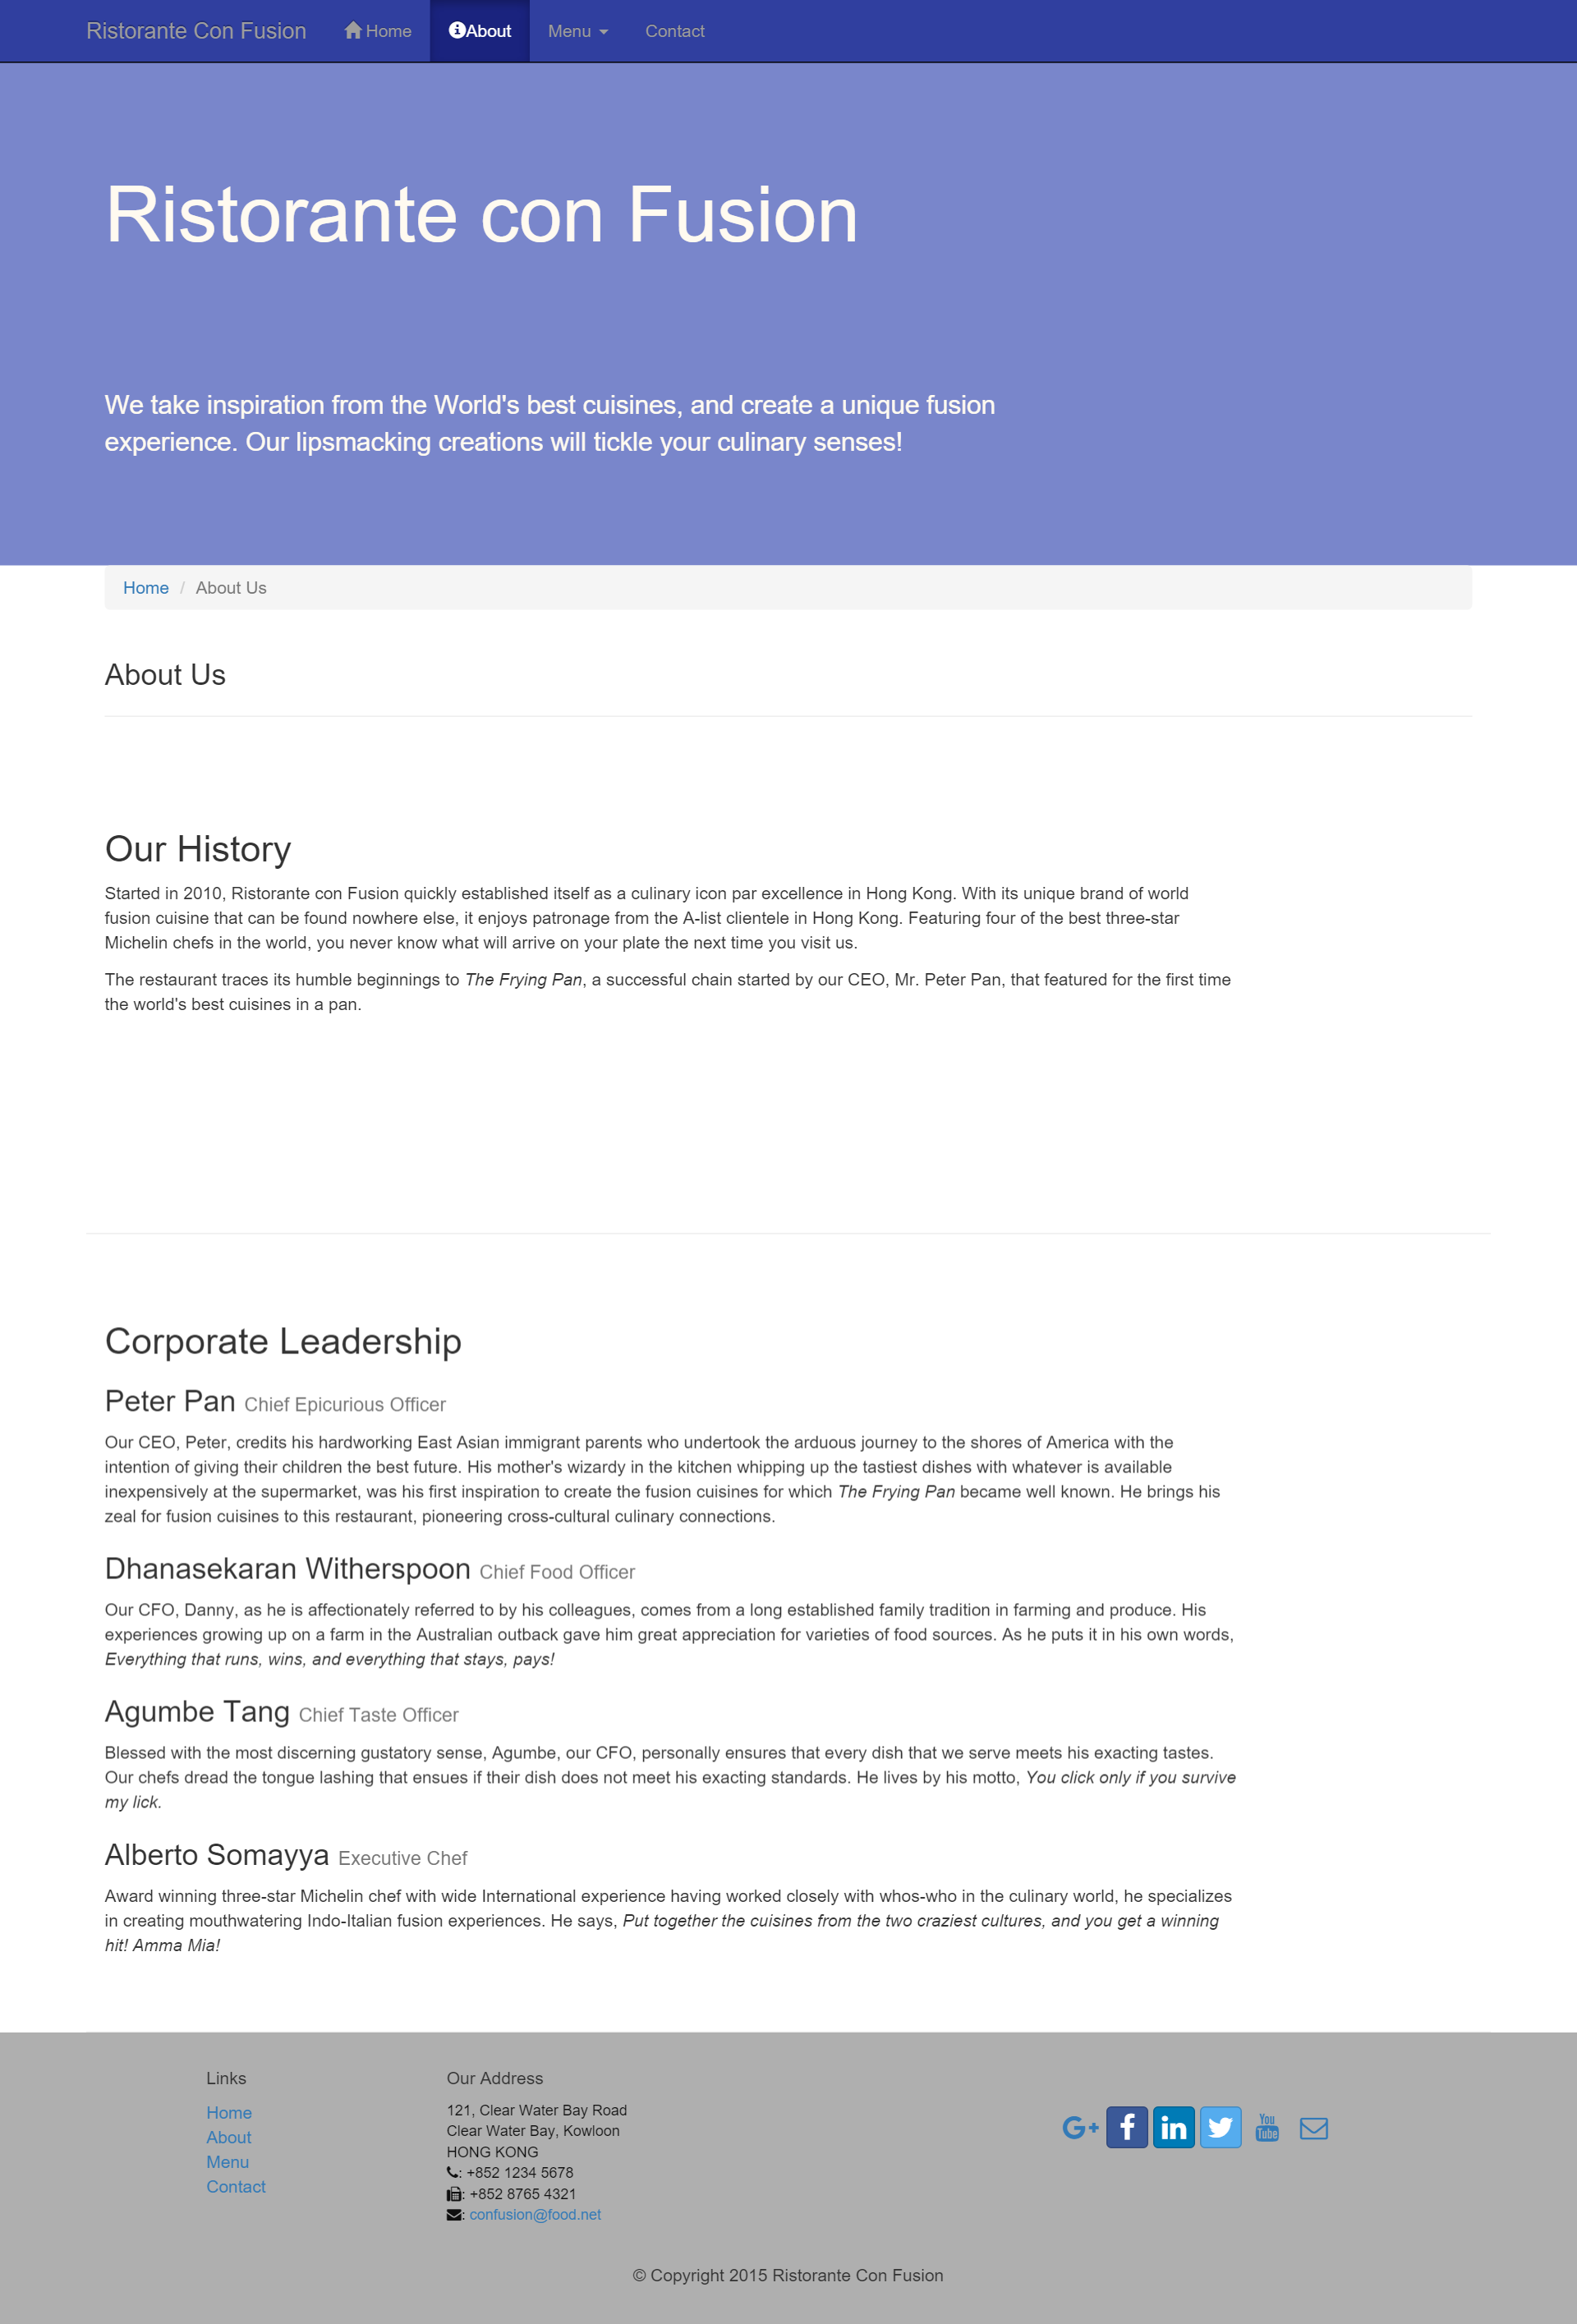 Ristorante Con Fusion Home About Menu Contact
Ristorante con Fusion
We take inspiration from the World's best cuisines, and create a unique fusion
experience. Our lipsmacking creations will tickle your culinary senses!
Home / About Us
About Us
Our History
Started in 2010, Ristorante con Fusion quickly established itself as a culinary icon par excellence in Hong Kong. With its unique brand of world
fusion cuisine that can be found nowhere else, it enjoys patronage from the A-list clientele in Hong Kong. Featuring four of the best three-star
Michelin chefs in the world, you never know what will arrive on your plate the next time you visit us.
The restaurant traces its humble beginnings to The Frying Pan, a successful chain started by our CEO, Mr. Peter Pan, that featured for the first time
the world's best cuisines in a pan.
Corporate Leadership
Peter Pan Chief Epicurious Officer
Our CEO, Peter, credits his hardworking East Asian immigrant parents who undertook the arduous journey to the shores of America with the
intention of giving their children the best future. His mother's wizardy in the kitchen whipping up the tastiest dishes with whatever is available
inexpensively at the supermarket, was his first inspiration to create the fusion cuisines for which The Frying Pan became well known. He brings his
zeal for fusion cuisines to this restaurant, pioneering cross-cultural culinary connections.
Dhanasekaran Witherspoon Chief Food Officer
Our CFO, Danny, as he is affectionately referred to by his colleagues, comes from a long established family tradition in farming and produce. His
experiences growing up on a farm in the Australian outback gave him great appreciation for varieties of food sources. As he puts it in his own words,
Everything that runs, wins, and everything that stays, pays!
Agumbe Tang Chief Taste Officer
Blessed with the most discerning gustatory sense, Agumbe, our CFO, personally ensures that every dish that we serve meets his exacting tastes.
Our chefs dread the tongue lashing that ensues if their dish does not meet his exacting standards. He lives by his motto, You click only if you survive
my lick.
Alberto Somayya Executive Chef
Award winning three-star Michelin chef with wide International experience having worked closely with whos-who in the culinary world, he specializes
in creating mouthwatering Indo-Italian fusion experiences. He says, Put together the cuisines from the two craziest cultures, and you get a winning
hit! Amma Mia!
Links
Home
About
Menu
Contact
Our Address
121, Clear Water Bay Road
Clear Water Bay, Kowloon
HONG KONG
: +852 1234 5678
: +852 8765 4321
: confusion@food.net
G+ f in You Tube
© Copyright 2015 Ristorante Con Fusion